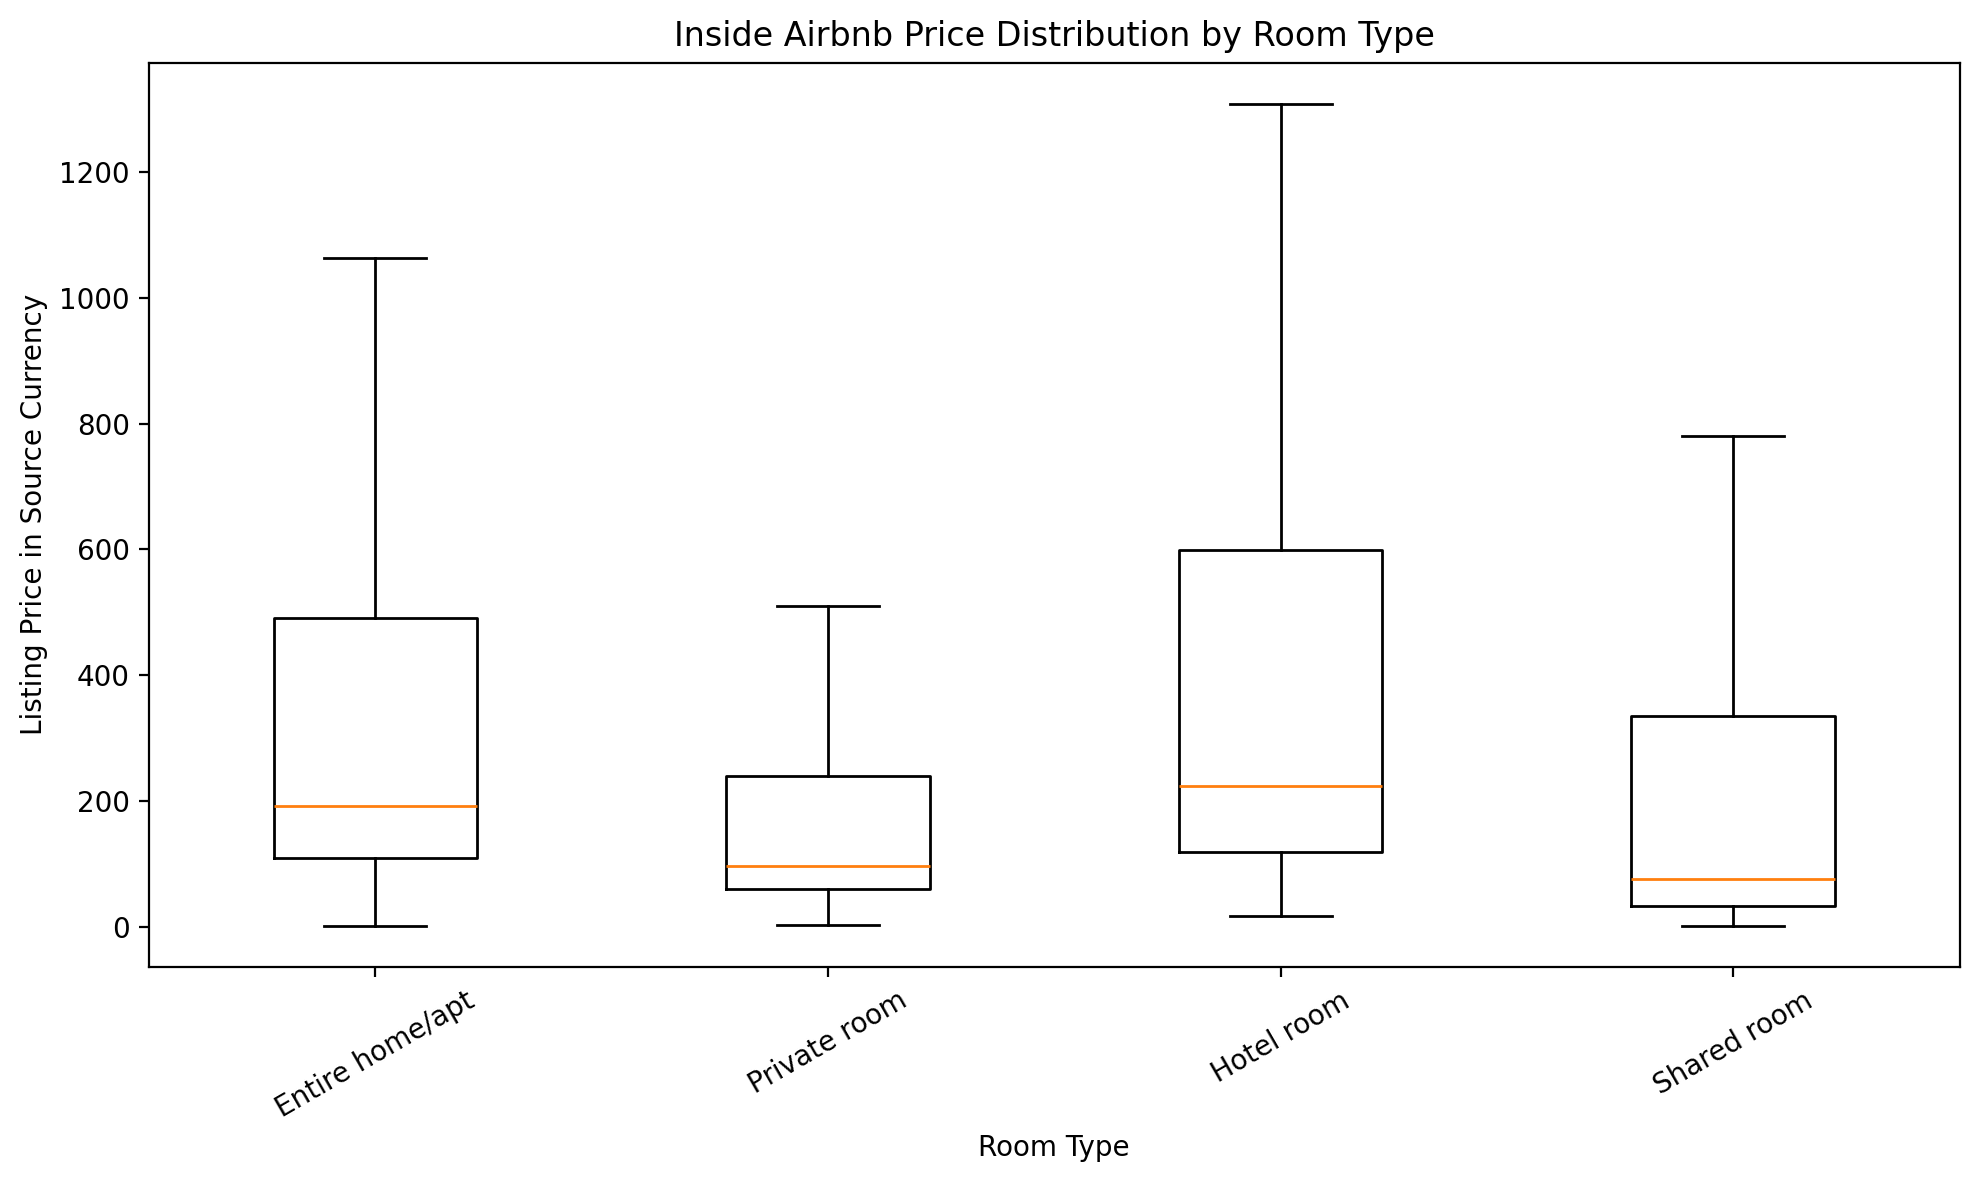 Inside Airbnb Price Distribution by Room Type
Listing Price in Source Currency
1200
1000
800
600
400
200
0
Entire home/apt
Private room
Hotel room
Shared room
Room Type